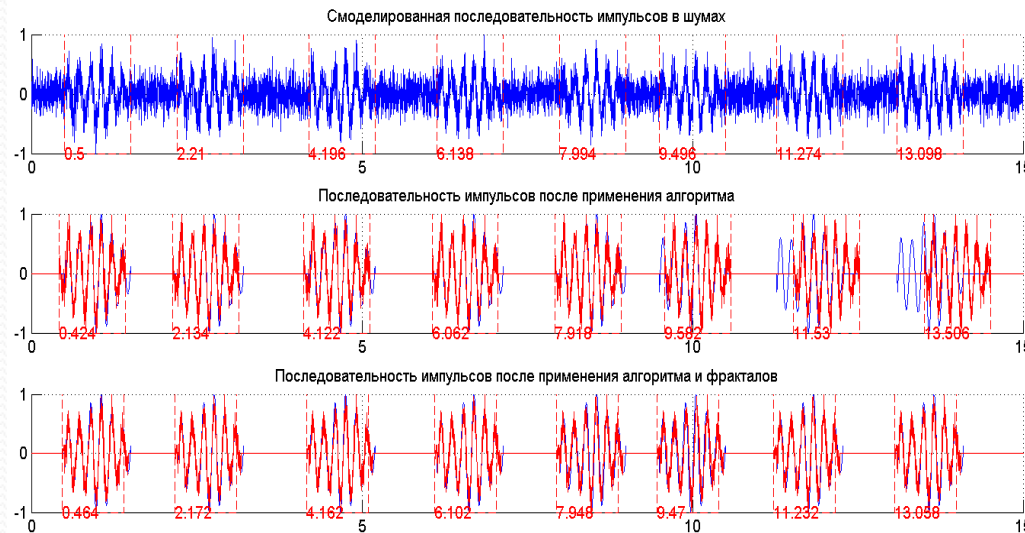 Смоделированная последовательность импульсов в шумах
1
0
-1
0.5 2.21 4.196 6.138 7.994 9.496 11.274 13.098
0 5 10 15
Последовательность импульсов после применения алгоритма
1
0
-1
0.424 2.134 4.122 6.062 7.918 9.582 11.53 13.506
0 5 10 15
Последовательность импульсов после применения алгоритма и фракталов
1
0
-1
0.464 2.172 4.162 6.102 7.948 9.47 11.232 13.058
0 5 10 15